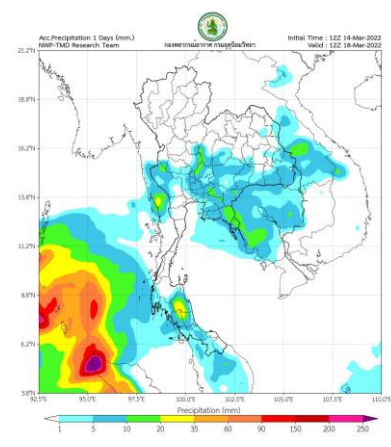 Acc.Precipitation 1 Days (mm.)
NWP-TMD Research Team
กองพยากรณ์อากาศ กรมอุตุนิยมวิทยา
Initial Time : 12Z 14-Mar-2022
Valid : 12Z 18-Mar-2022
21.2°N
18.8°N
16.2°N
13.8°N
11.2°N
8.8°N
6.2°N
3.8°N
92.5°E 95.0°E 97.5°E 100.0°E 102.5°E 105.0°E 107.5°E 110.0°E
Precipitation (mm)
1 5 10 20 35 60 90 150 200 250